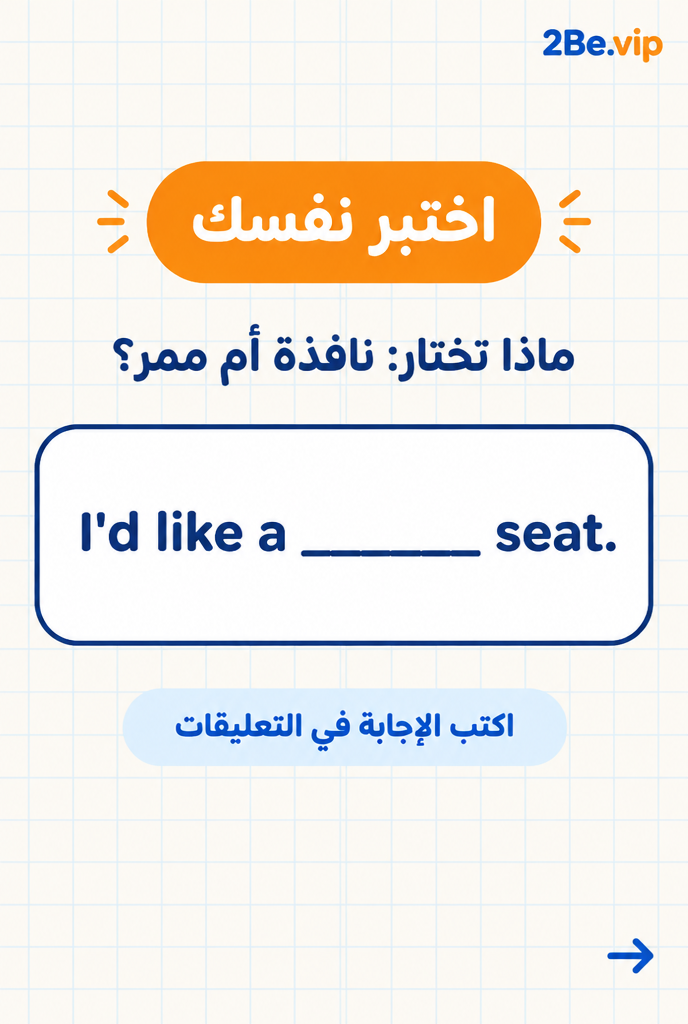 2Be.vip
اختبر نفسك
ماذا تختار: نافذة أم ممر؟
I'd like a ______ seat.
اكتب الإجابة في التعليقات